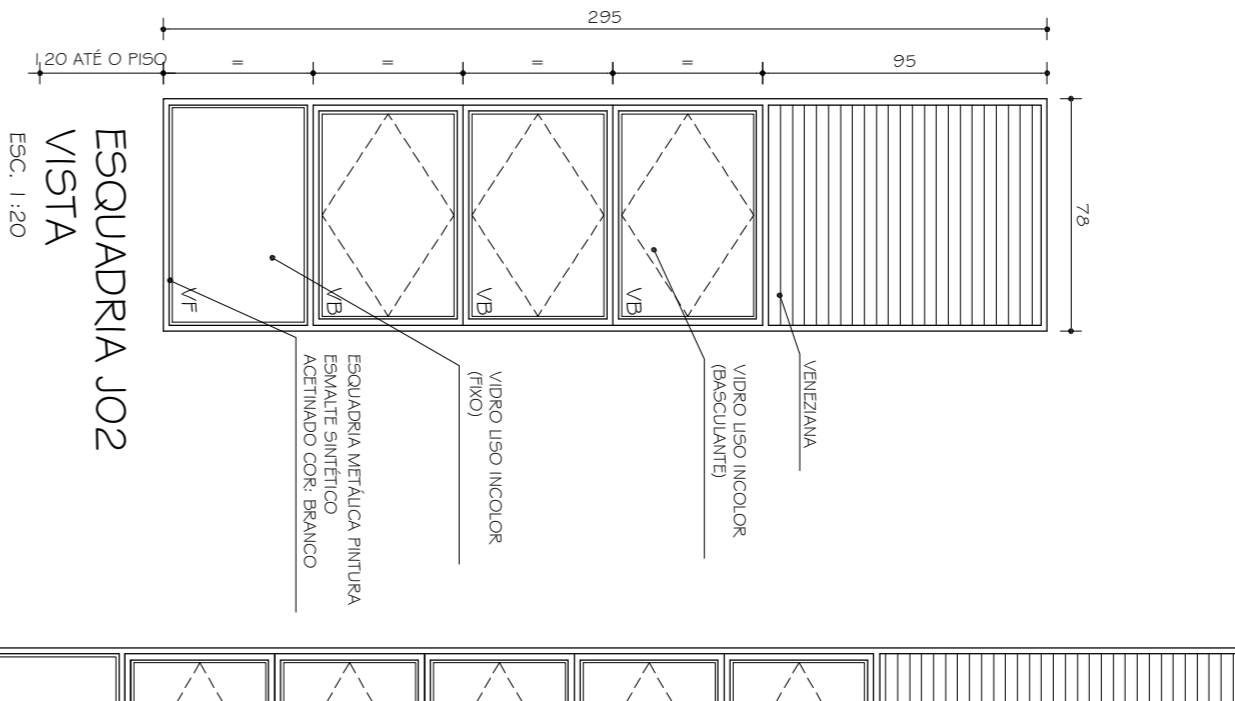 295
1,20 ATÉ O PISO
=
=
=
=
95
78
VF
VB
VB
VB
VENEZIANA
VIDRO LISO INCOLOR
(BASCULANTE)
VIDRO LISO INCOLOR
(FIXO)
ESQUADRIA METÁLICA PINTURA
ESMALTE SINTÉTICO
ACETINADO COR: BRANCO
ESQUADRIA JO2
VISTA
ESC. 1:20